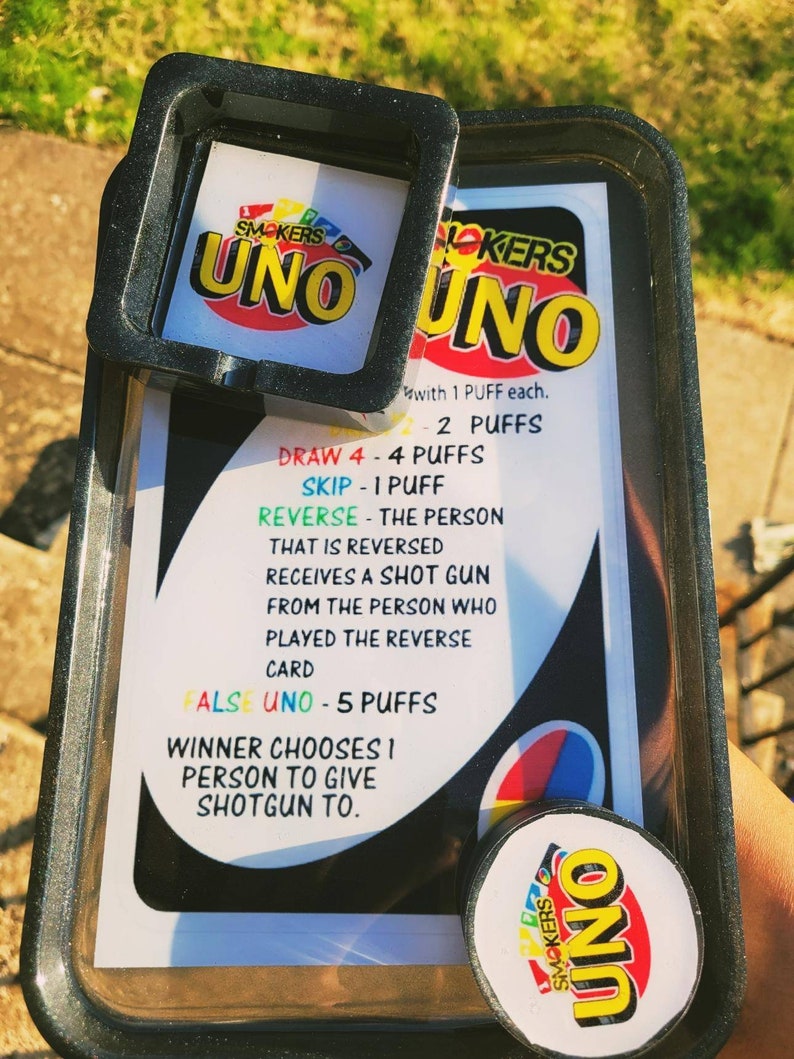 SMOKERS
UNO
SMOKERS
UNO
with 1 PUFF each.
2 - 2 PUFFS
DRAW 4 - 4 PUFFS
SKIP - 1 PUFF
REVERSE - THE PERSON
THAT IS REVERSED
RECEIVES A SHOT GUN
FROM THE PERSON WHO
PLAYED THE REVERSE
CARD
FALSE UNO - 5 PUFFS
WINNER CHOOSES 1
PERSON TO GIVE
SHOTGUN TO.
SMOKERS
UNO